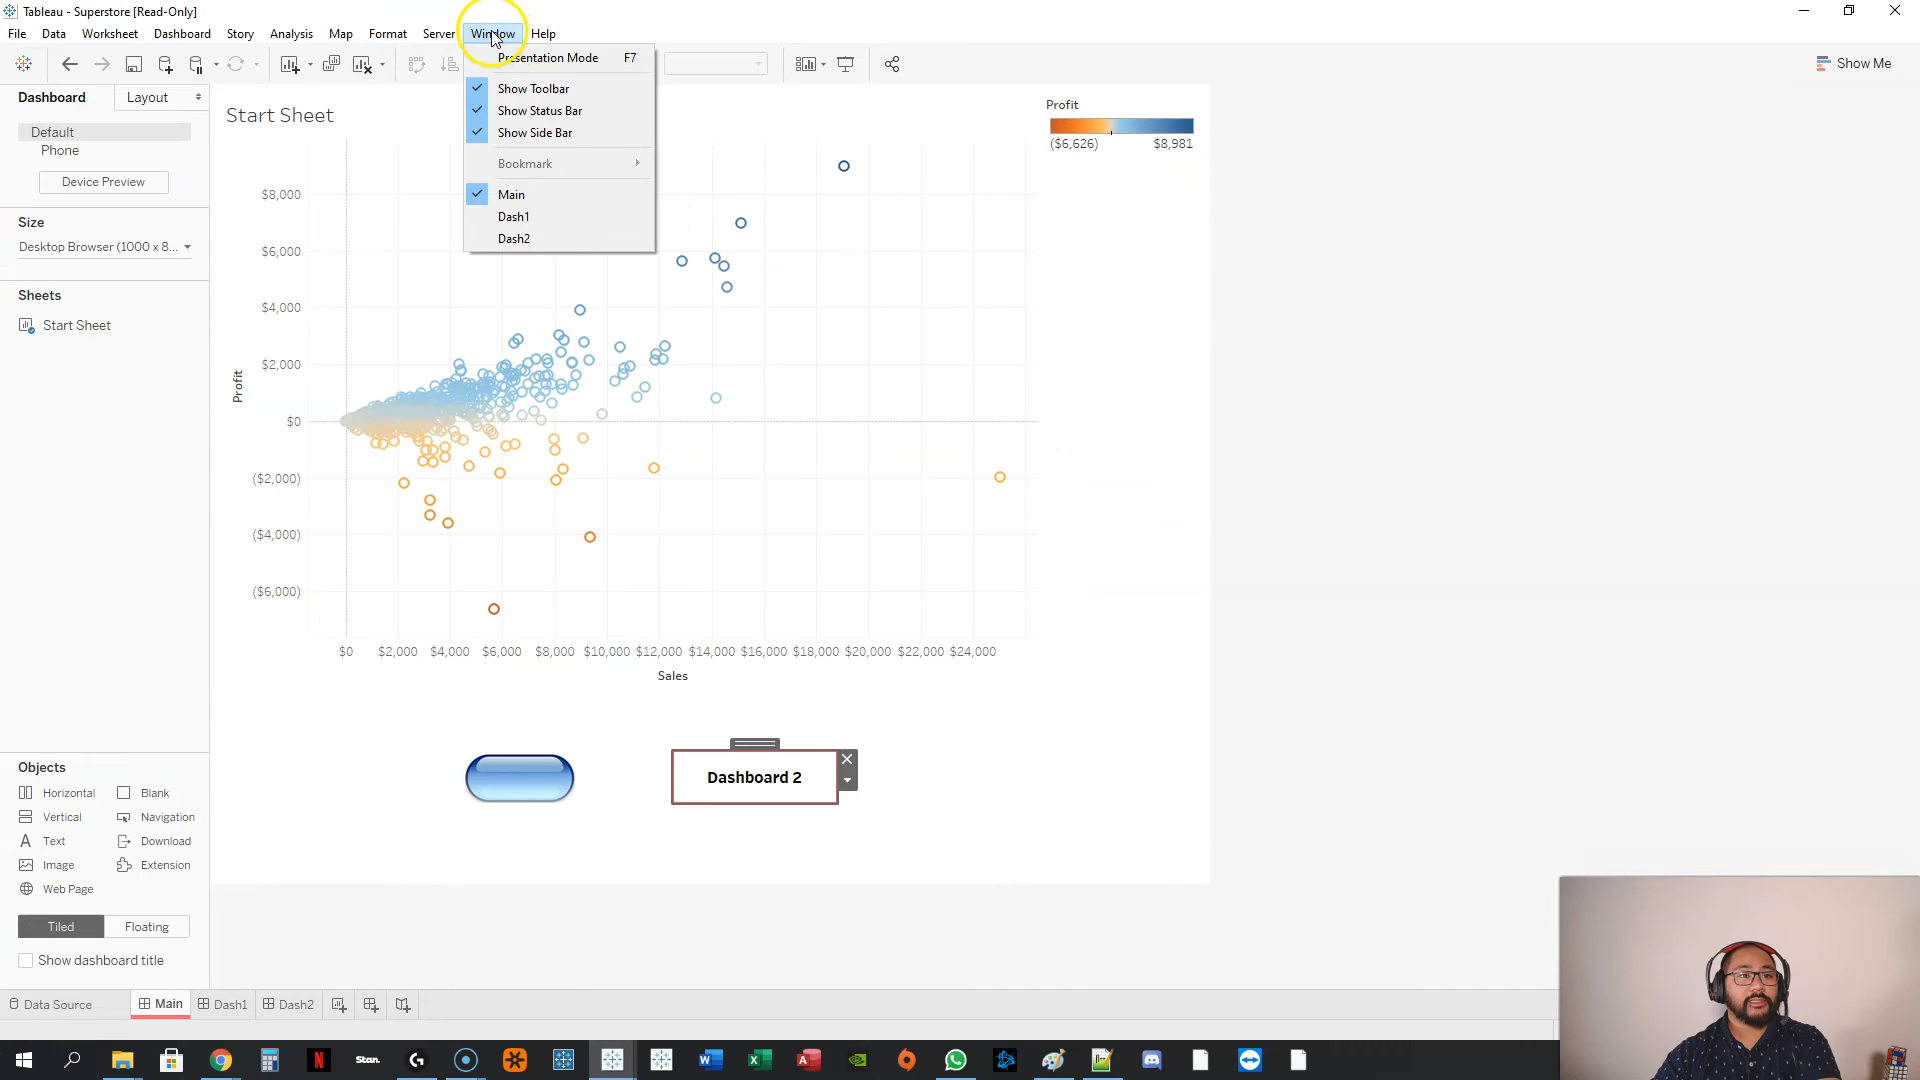 Tableau - Superstore [Read-Only]
File Data Worksheet Dashboard Story Analysis Map Format Server Window Help
Show Me
Presentation Mode F7
Show Toolbar
Show Status Bar
Show Side Bar
Bookmark
Main
Dash1
Dash2
Dashboard Layout
Default
Phone
Device Preview
Size
Desktop Browser (1000 x 8...
Sheets
Start Sheet
Objects
Horizontal Blank
Vertical Navigation
Text Download
Image Extension
Web Page
Tiled Floating
Show dashboard title
Start Sheet
Profit
($6,626) $8,981
Profit
$8,000
$6,000
$4,000
$2,000
$0
($2,000)
($4,000)
($6,000)
$0 $2,000 $4,000 $6,000 $8,000 $10,000 $12,000 $14,000 $16,000 $18,000 $20,000 $22,000 $24,000
Sales
Dashboard 2
Data Source Main Dash1 Dash2
Stan.